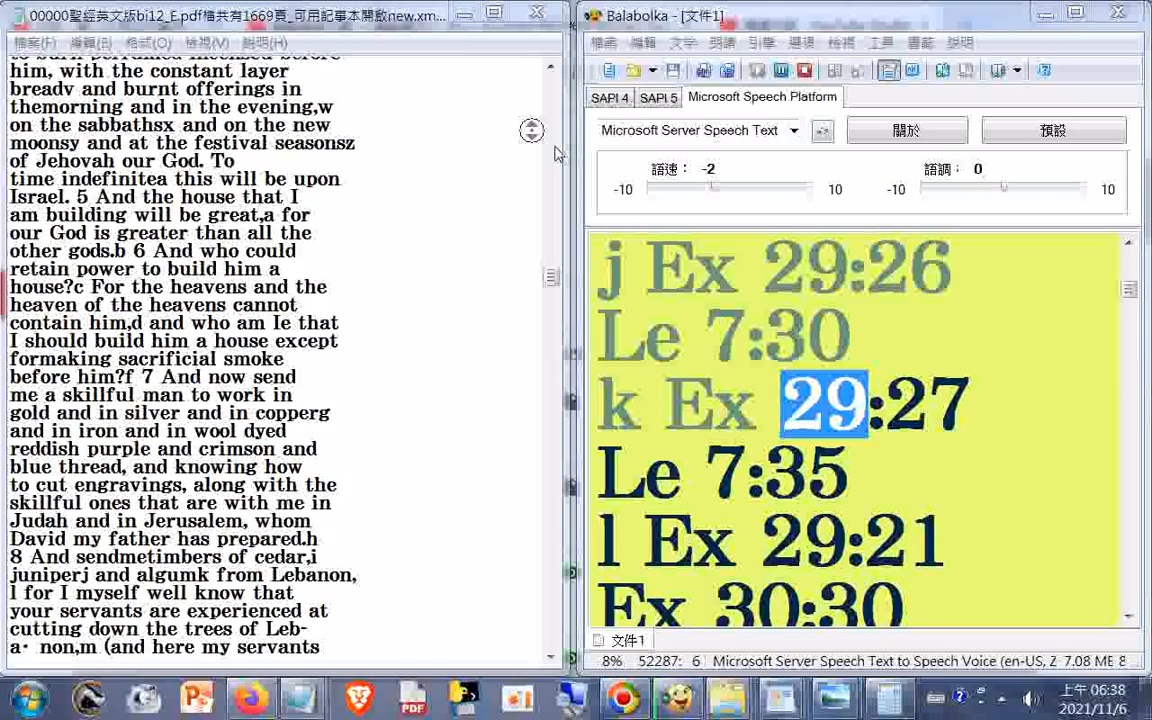 00000聖經英文版bi12_E.pdf檔共有1669頁_可用記事本開啟new.xm...
檔案(F) 編輯(E) 格式(O) 檢視(V) 說明(H)
to burn perfumed incense before
him, with the constant layer
breadv and burnt offerings in
themorning and in the evening,w
on the sabbathsx and on the new
moonsy and at the festival seasonsz
of Jehovah our God. To
time indefinitea this will be upon
Israel. 5 And the house that I
am building will be great,a for
our God is greater than all the
other gods.b 6 And who could
retain power to build him a
house?c For the heavens and the
heaven of the heavens cannot
contain him,d and who am Ie that
I should build him a house except
formaking sacrificial smoke
before him?f 7 And now send
me a skillful man to work in
gold and in silver and in copperg
and in iron and in wool dyed
reddish purple and crimson and
blue thread, and knowing how
to cut engravings, along with the
skillful ones that are with me in
Judah and in Jerusalem, whom
David my father has prepared.h
8 And sendmetimbers of cedar,i
juniperj and algumk from Lebanon,
l for I myself well know that
your servants are experienced at
cutting down the trees of Leb-
a· non,m (and here my servants
Balabolka - [文件1]
檔案 編輯 文字 朗讀 引擎 選項 檢視 工具 書籤 說明
SAPI 4 SAPI 5 Microsoft Speech Platform
Microsoft Server Speech Text 關於 預設
語速： -2 語調： 0
-10 10 -10 10
j Ex 29:26
Le 7:30
k Ex 29:27
Le 7:35
l Ex 29:21
Ex 30:30
文件1
8% 52287: 6 Microsoft Server Speech Text to Speech Voice (en-US, Z 7.08 MB 8
PDF
上午 06:38
2021/11/6